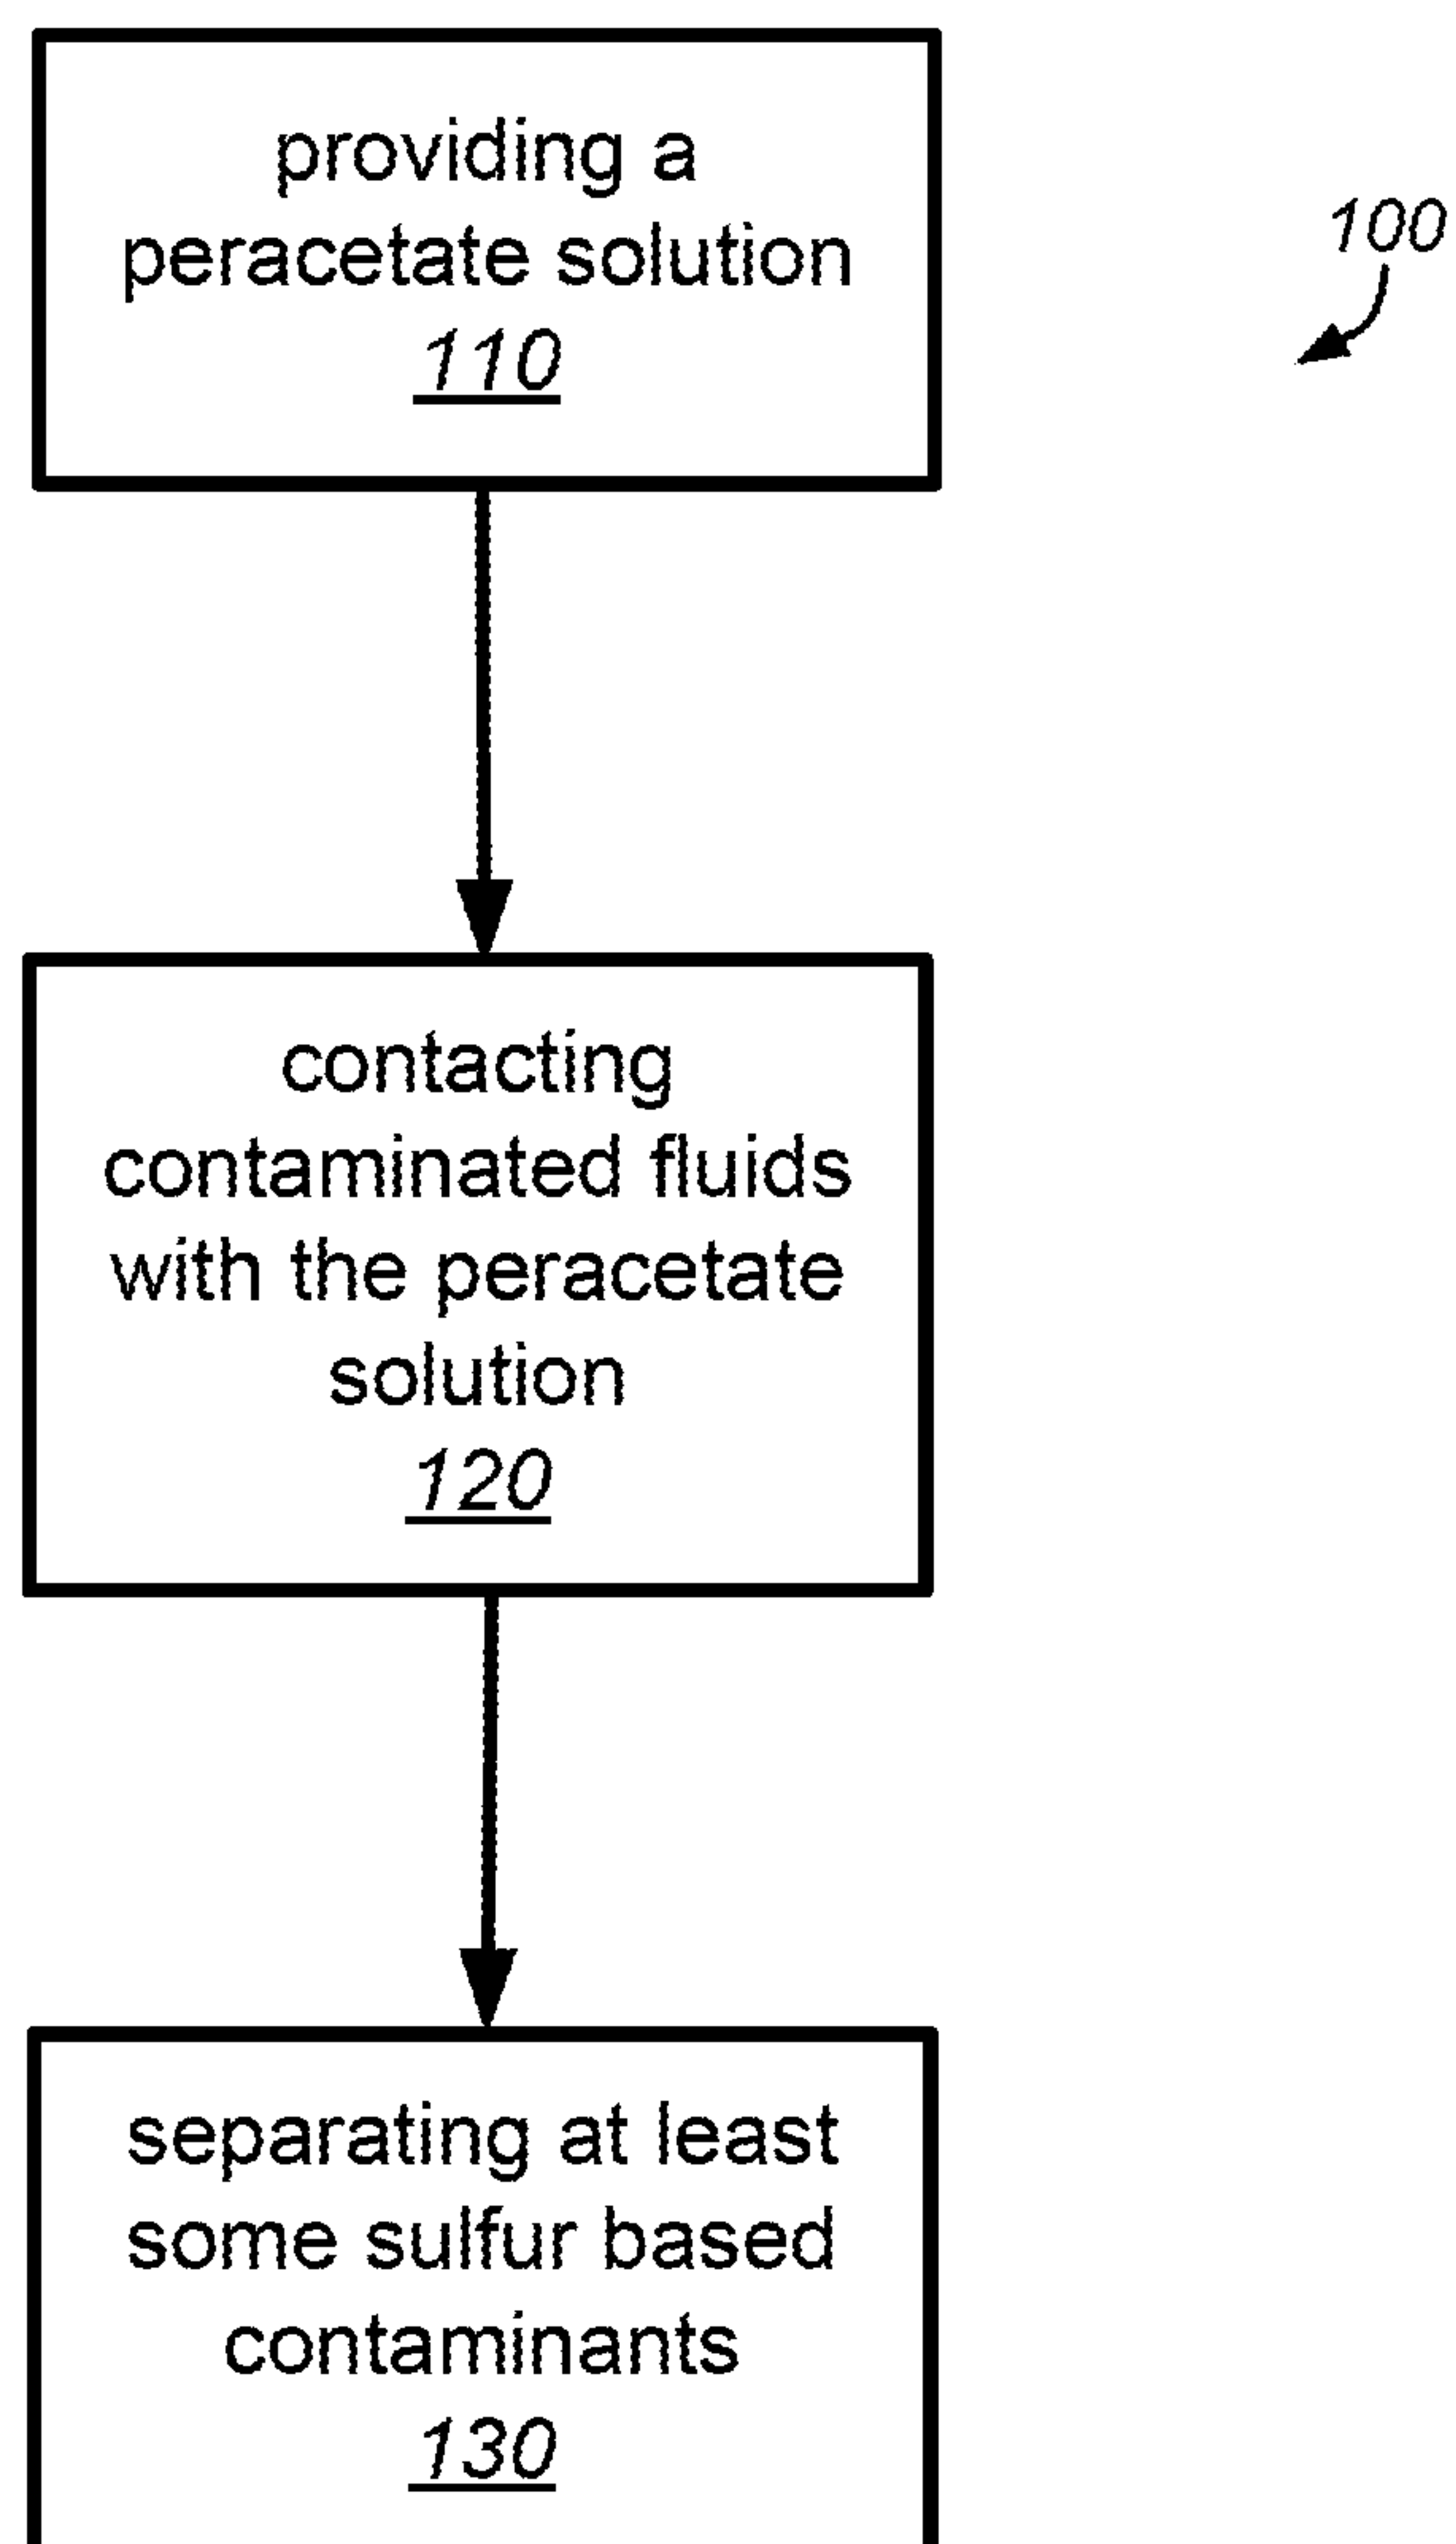 providing a
peracetate solution
110
100
contacting
contaminated fluids
with the peracetate
solution
120
separating at least
some sulfur based
contaminants
130